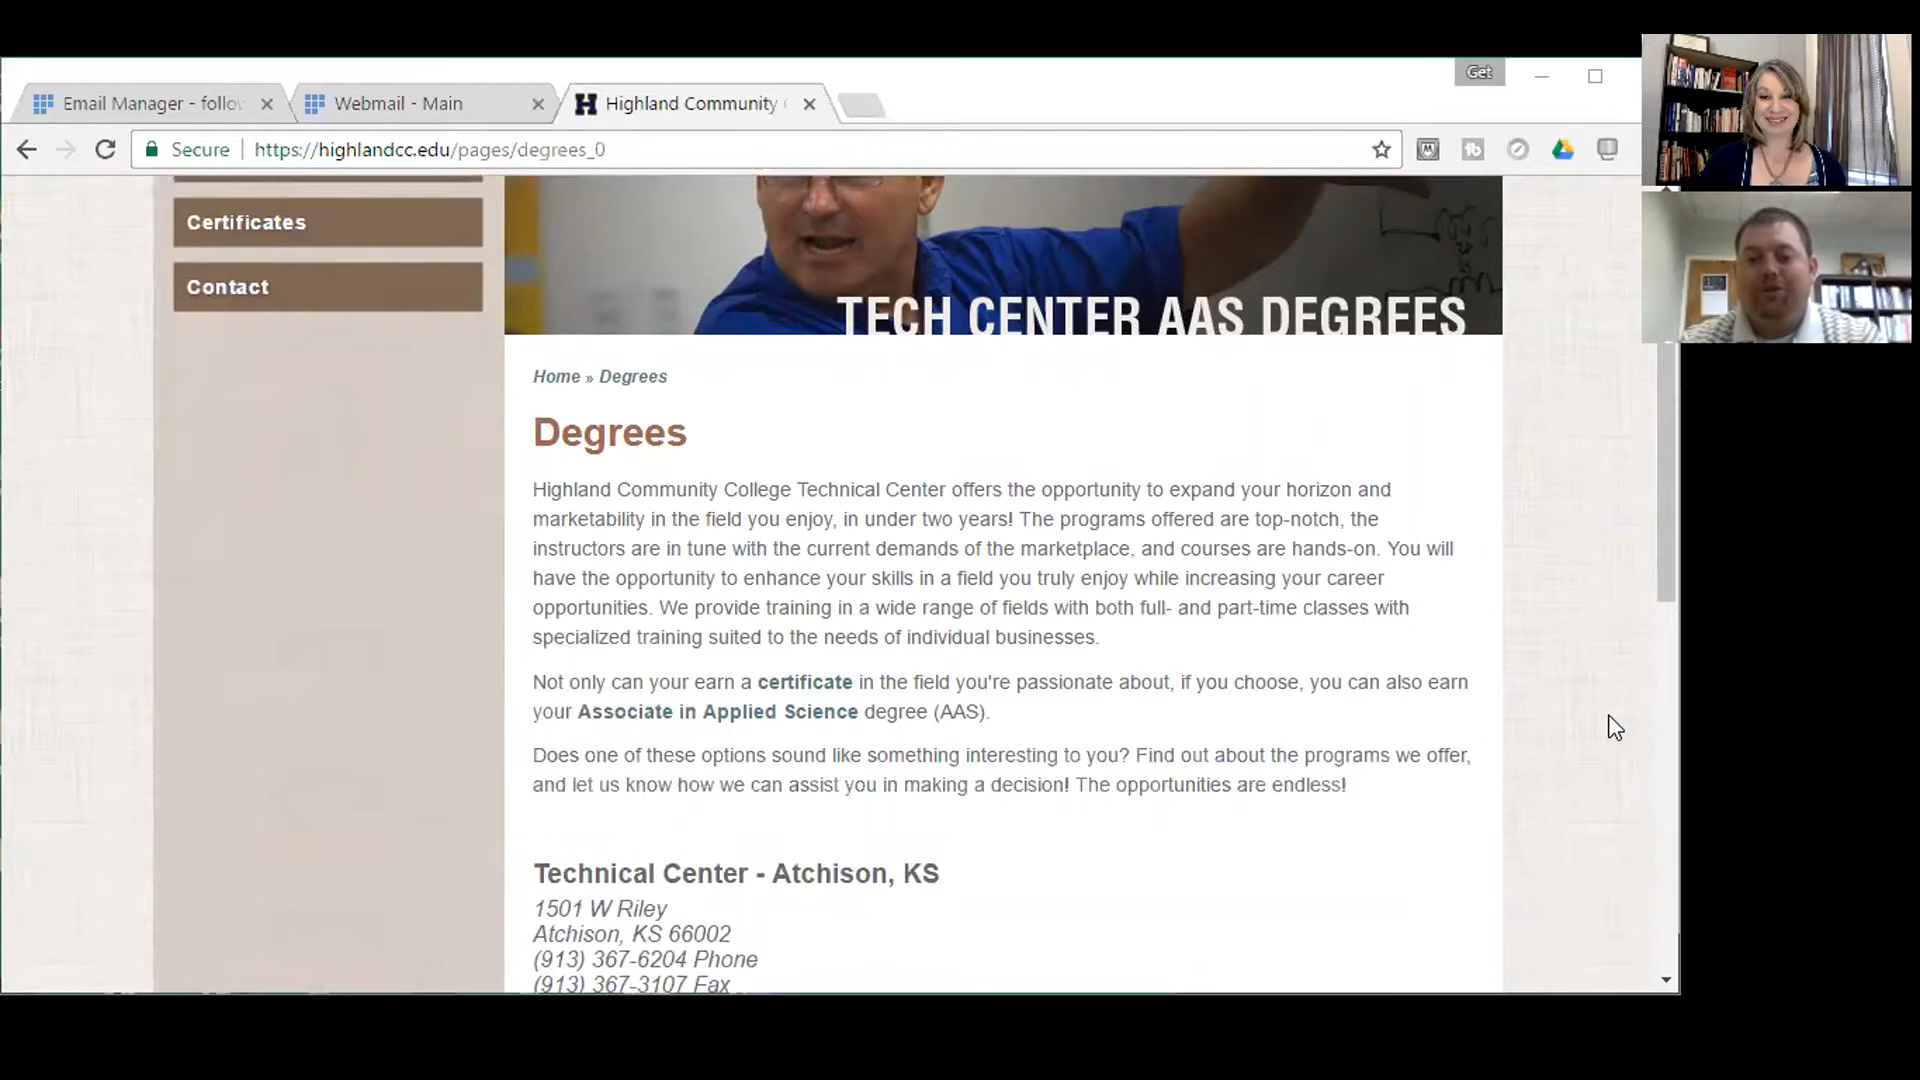 Get
Email Manager - follo
Webmail - Main
Highland Community
Secure
https://highlandcc.edu/pages/degrees_0
Certificates
Contact
TECH CENTER AAS DEGREES
Home » Degrees
Degrees
Highland Community College Technical Center offers the opportunity to expand your horizon and
marketability in the field you enjoy, in under two years! The programs offered are top-notch, the
instructors are in tune with the current demands of the marketplace, and courses are hands-on. You will
have the opportunity to enhance your skills in a field you truly enjoy while increasing your career
opportunities. We provide training in a wide range of fields with both full- and part-time classes with
specialized training suited to the needs of individual businesses.
Not only can your earn a certificate in the field you're passionate about, if you choose, you can also earn
your Associate in Applied Science degree (AAS).
Does one of these options sound like something interesting to you? Find out about the programs we offer,
and let us know how we can assist you in making a decision! The opportunities are endless!
Technical Center - Atchison, KS
1501 W Riley
Atchison, KS 66002
(913) 367-6204 Phone
(913) 367-3107 Fax